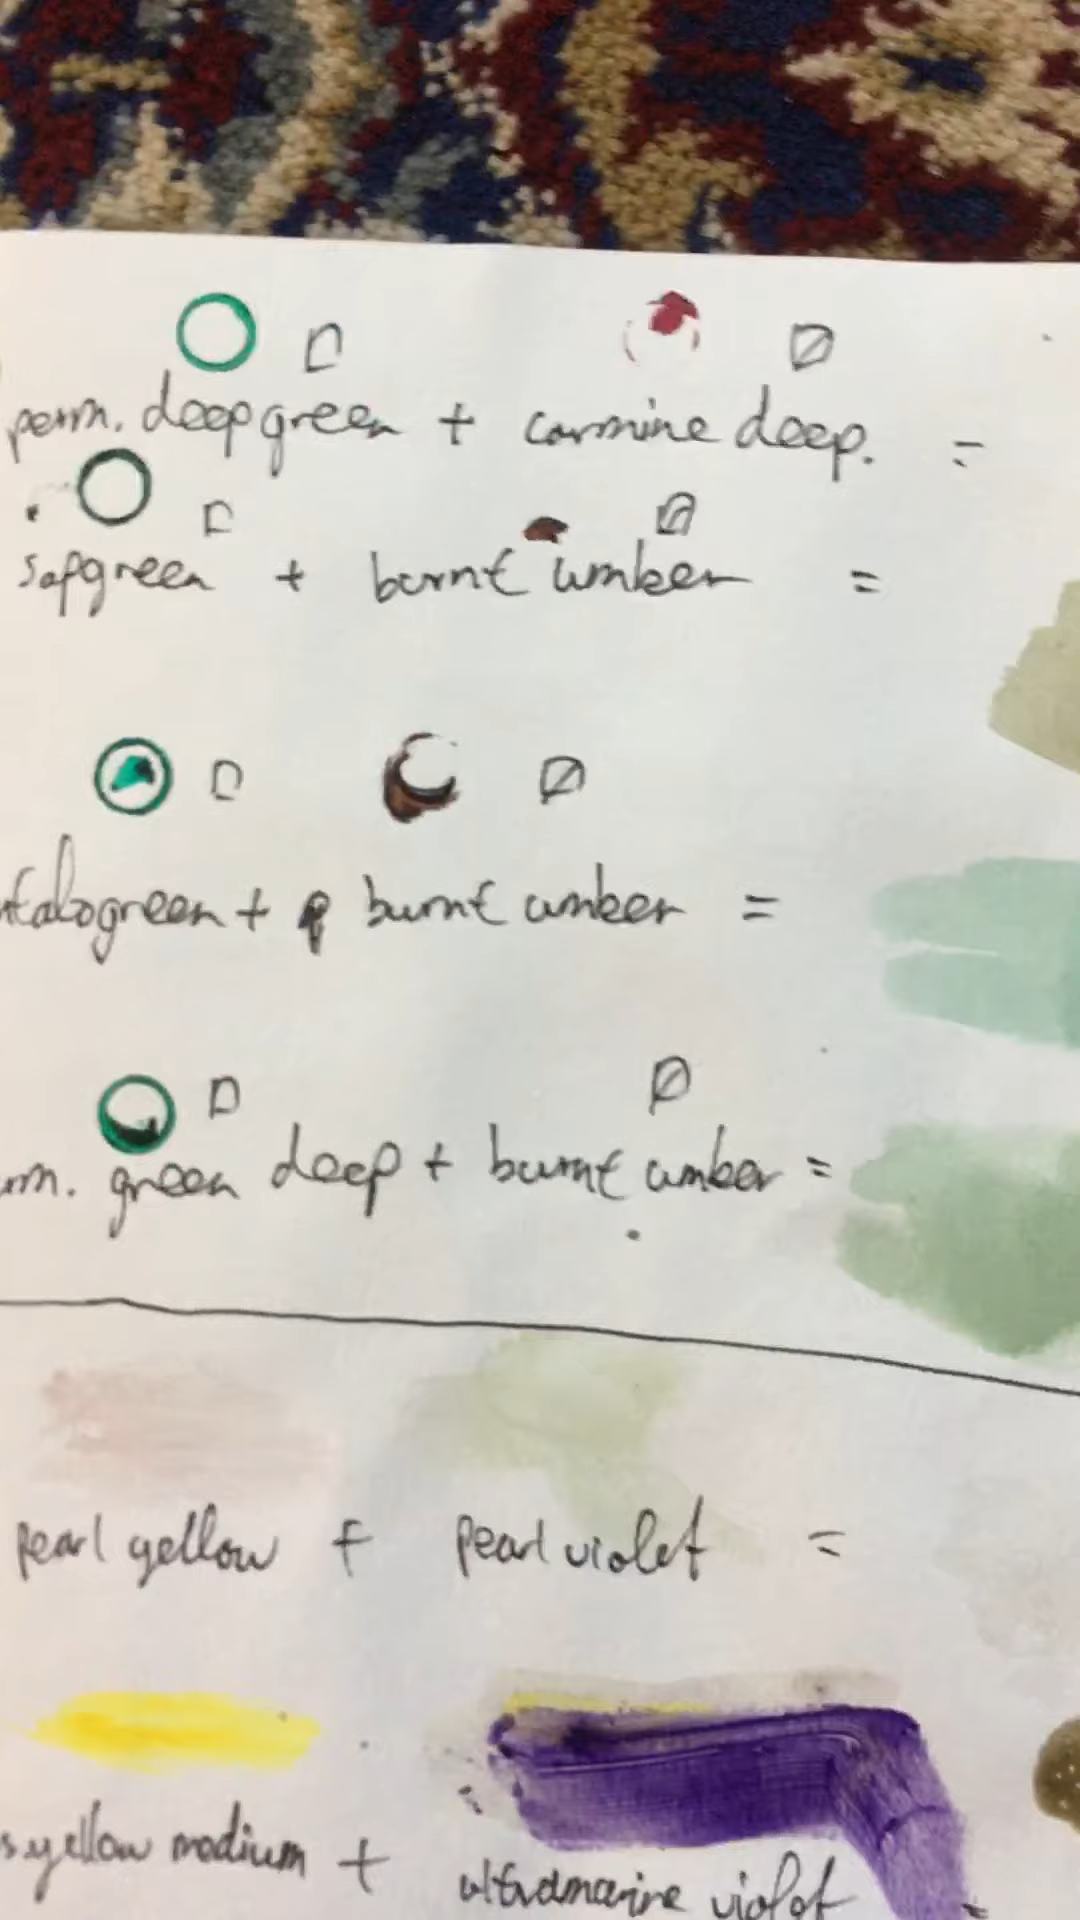 perm. deep green + carmine deep. =
sapgreen + burnt umber =
talogreen + burnt umber =
rm. green deep + burnt umber =
pearl yellow + pearl violet =
s. yellow medium + ultramarine violet =